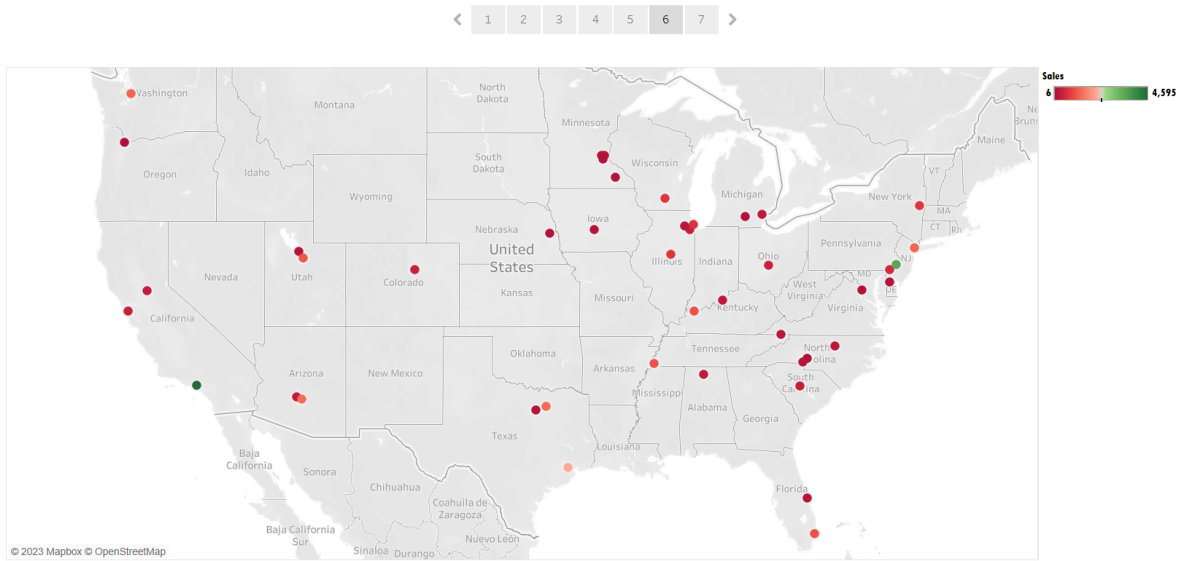 1 2 3 4 5 6 7
Sales
6 4,595
Washington
North Dakota
Montana
Minnesota
Maine
Oregon
Idaho
South Dakota
Wisconsin
VT
Wyoming
Michigan
New York
MA
Nebraska
Iowa
CT
United States
Pennsylvania
Nevada
Utah
Colorado
Illinois
Indiana
Ohio
NJ
MD
Kansas
Missouri
West Virginia
DE
California
Kentucky
Virginia
Oklahoma
Tennessee
North
olina
Arizona
New Mexico
Arkansas
South
Mississippi
Alabama
Georgia
Texas
Louisiana
Baja California
Sonora
Chihuahua
Florida
Coahuila de Zaragoza
Baja California Sur
Nuevo León
Sinaloa
Durango
© 2023 Mapbox © OpenStreetMap